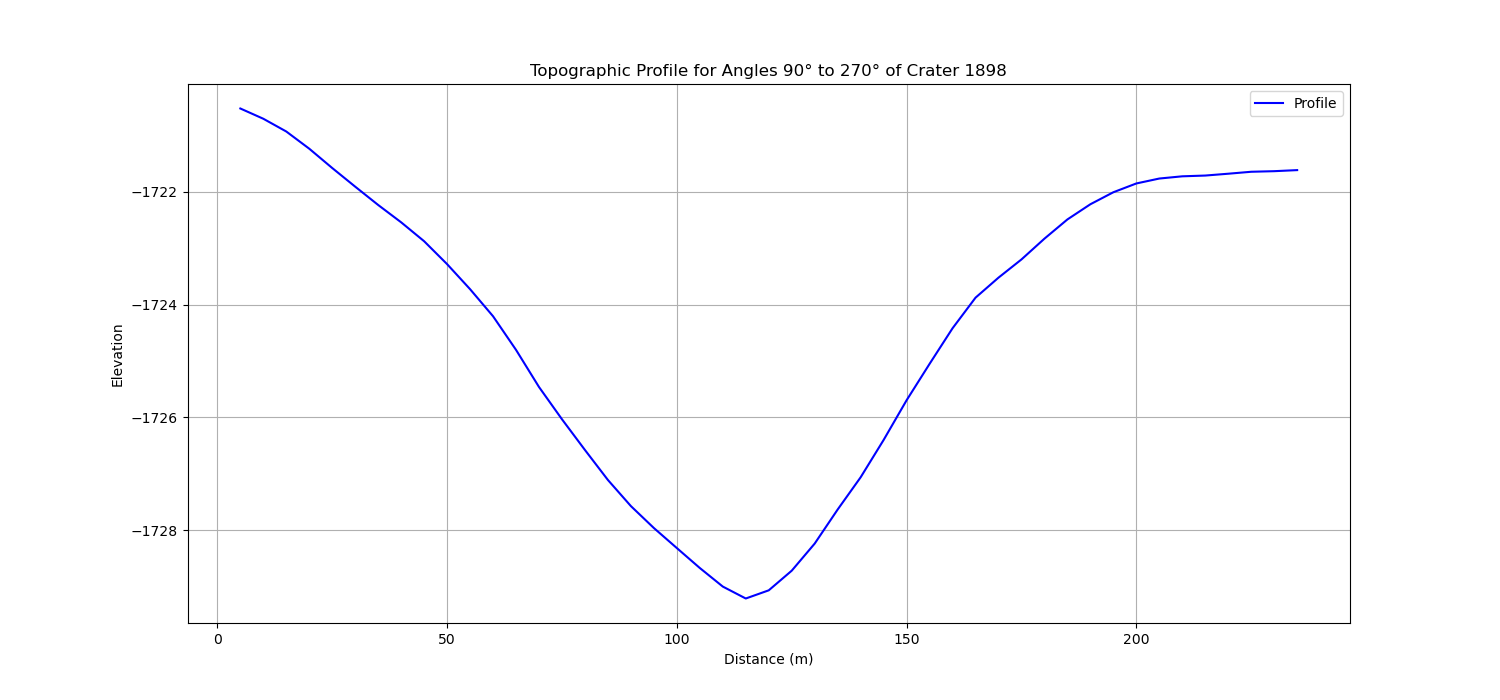 Topographic Profile for Angles 90° to 270° of Crater 1898
Profile
Elevation
−1722
−1724
−1726
−1728
0 50 100 150 200
Distance (m)